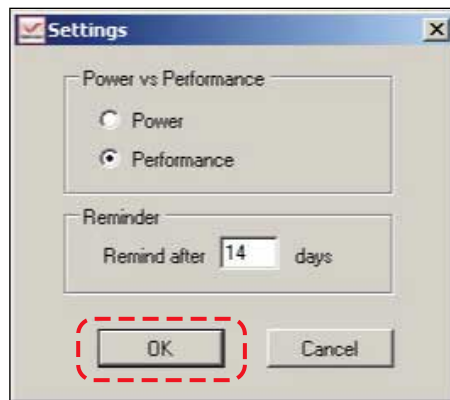 Settings
Power vs Performance
Power
Performance
Reminder
Remind after 14 days
OK Cancel